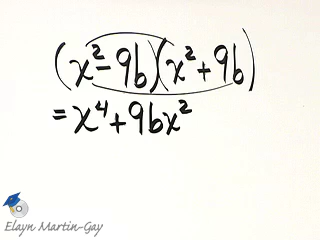 (x² - 9b)(x² + 9b)
= x⁴ + 9bx²
Elayn Martin-Gay